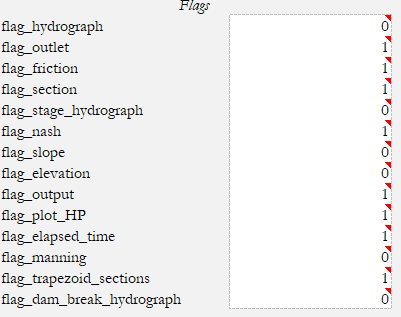 Flags
flag_hydrograph 0
flag_outlet 1
flag_friction 1
flag_section 1
flag_stage_hydrograph 0
flag_nash 1
flag_slope 0
flag_elevation 0
flag_output 1
flag_plot_HP 1
flag_elapsed_time 1
flag_manning 0
flag_trapezoid_sections 1
flag_dam_break_hydrograph 0